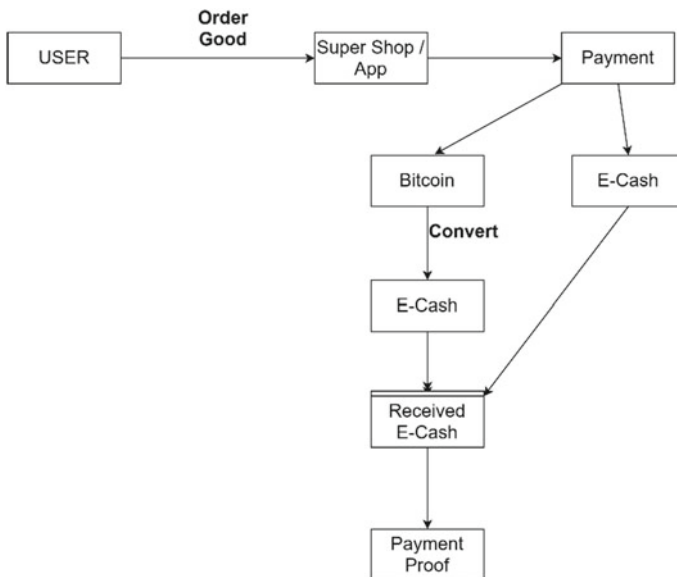 Order
Good
USER
Super Shop /
App
Payment
Bitcoin
E-Cash
Convert
E-Cash
Received
E-Cash
Payment
Proof